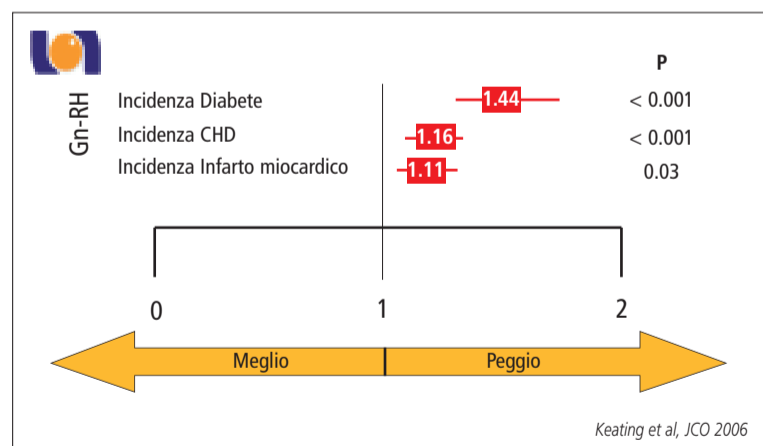 P
Gn-RH
Incidenza Diabete 1.44 < 0.001
Incidenza CHD 1.16 < 0.001
Incidenza Infarto miocardico 1.11 0.03
0 1 2
Meglio Peggio
Keating et al, JCO 2006